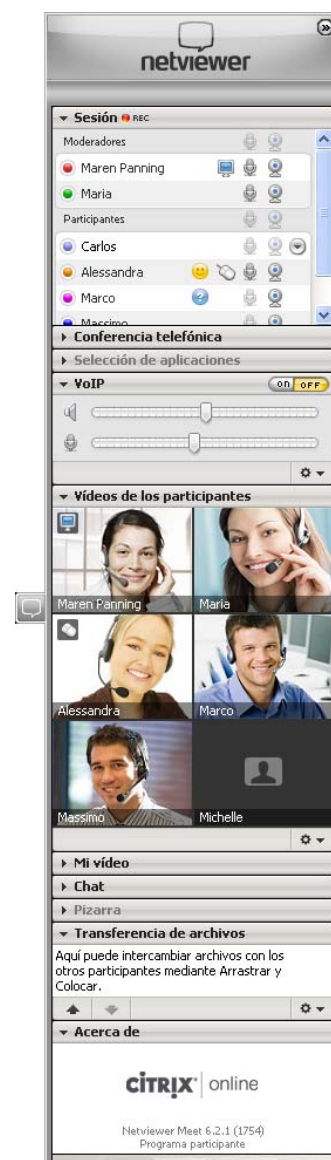 netviewer
Sesión REC
Moderadores
Maren Panning
Maria
Participantes
Carlos
Alessandra
Marco
Massimo
Conferencia telefónica
Selección de aplicaciones
VoIP on OFF
Vídeos de los participantes
Maren Panning Maria
Alessandra Marco
Massimo Michelle
Mi vídeo
Chat
Pizarra
Transferencia de archivos
Aquí puede intercambiar archivos con los
otros participantes mediante Arrastrar y
Colocar.
Acerca de
CİTRIX online
Netviewer Meet 6.2.1 (1754)
Programa participante